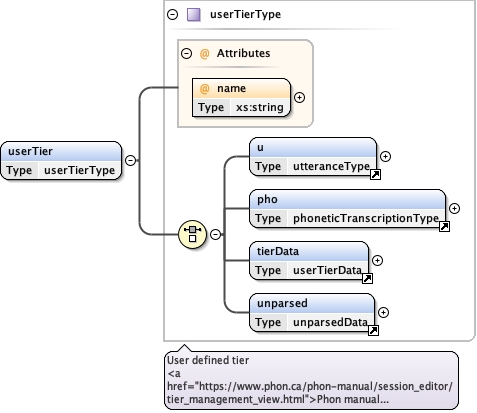 userTierType
@ Attributes
@ name
Type xs:string
userTier
Type userTierType
u
Type utteranceType
pho
Type phoneticTranscriptionType
tierData
Type userTierData
unparsed
Type unparsedData
User defined tier
<a
href="https://www.phon.ca/phon-manual/session_editor/
tier_management_view.html">Phon manual...